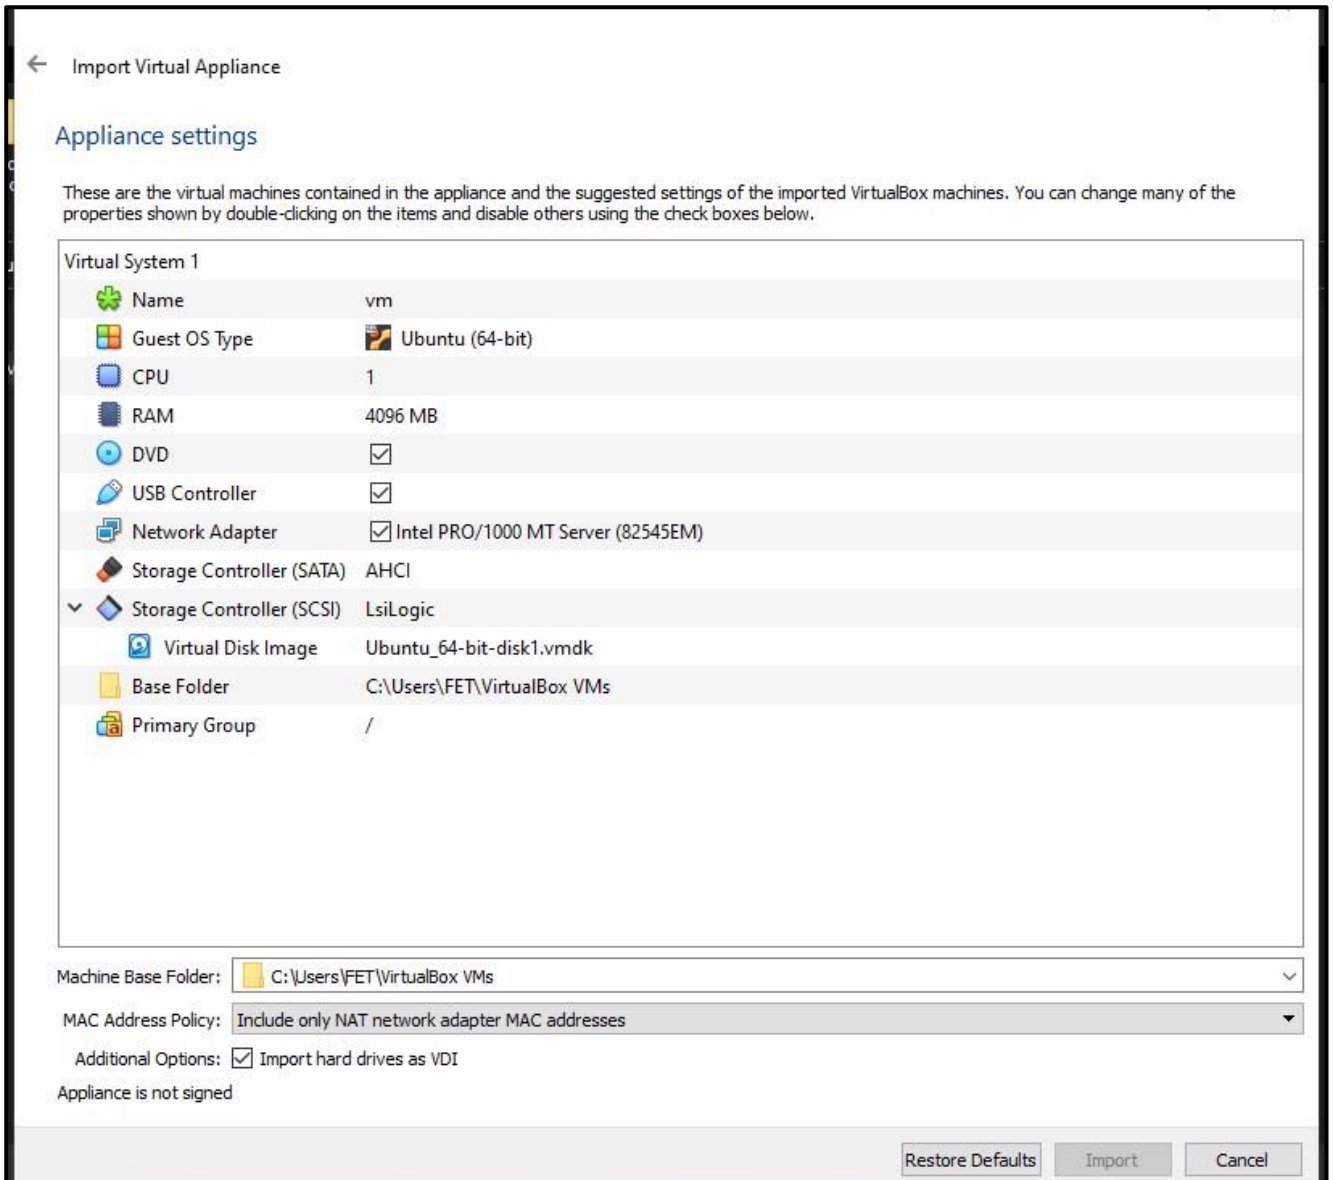 Import Virtual Appliance
Appliance settings
These are the virtual machines contained in the appliance and the suggested settings of the imported VirtualBox machines. You can change many of the
properties shown by double-clicking on the items and disable others using the check boxes below.
Virtual System 1
Name vm
Guest OS Type Ubuntu (64-bit)
CPU 1
RAM 4096 MB
DVD
USB Controller
Network Adapter Intel PRO/1000 MT Server (82545EM)
Storage Controller (SATA) AHCI
Storage Controller (SCSI) LsiLogic
Virtual Disk Image Ubuntu_64-bit-disk1.vmdk
Base Folder C:\Users\FET\VirtualBox VMs
Primary Group /
Machine Base Folder: C:\Users\FET\VirtualBox VMs
MAC Address Policy: Include only NAT network adapter MAC addresses
Additional Options: Import hard drives as VDI
Appliance is not signed
Restore Defaults Import Cancel